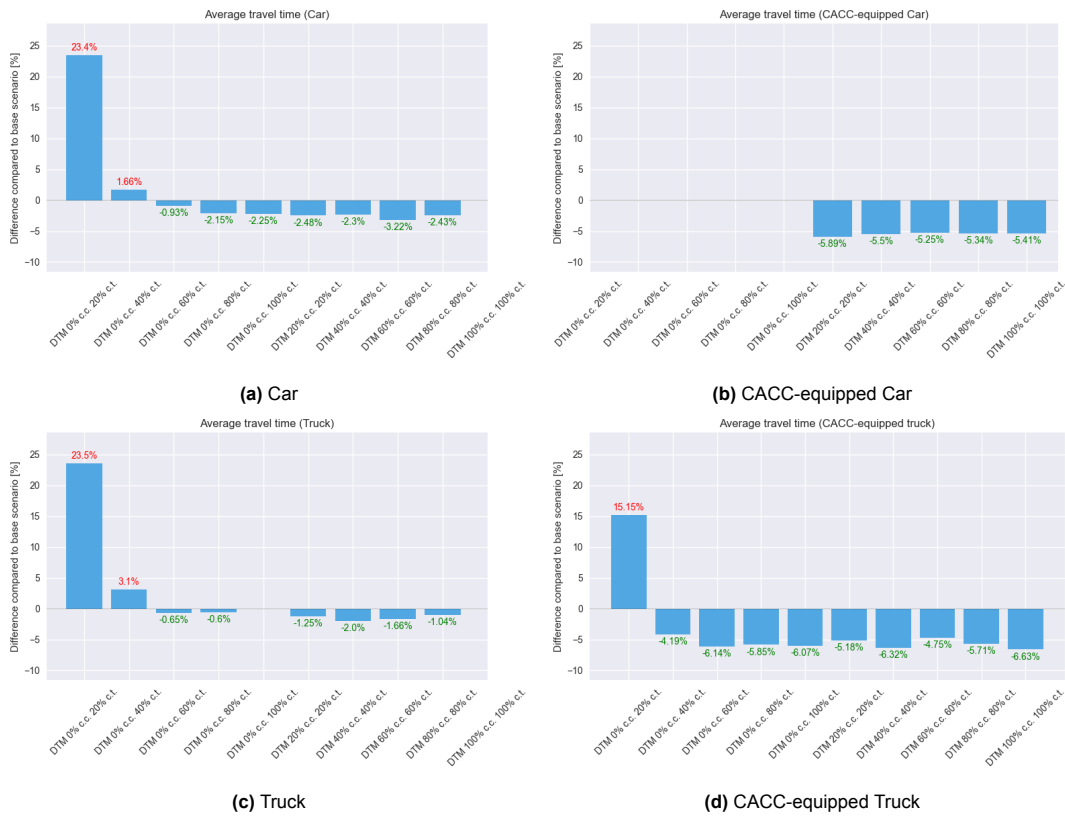 Average travel time (Car)
Difference compared to base scenario [%]
25
20
15
10
5
0
−5
−10
23.4%
1.66%
-0.93%
-2.15%
-2.25%
-2.48%
-2.3%
-3.22%
-2.43%
DTM 0% c.c. 20% c.t.
DTM 0% c.c. 40% c.t.
DTM 0% c.c. 60% c.t.
DTM 0% c.c. 80% c.t.
DTM 0% c.c. 100% c.t.
DTM 20% c.c. 20% c.t.
DTM 40% c.c. 40% c.t.
DTM 60% c.c. 60% c.t.
DTM 80% c.c. 80% c.t.
DTM 100% c.c. 100% c.t.
(a) Car
Average travel time (CACC-equipped Car)
Difference compared to base scenario [%]
25
20
15
10
5
0
−5
−10
-5.89%
-5.5%
-5.25%
-5.34%
-5.41%
DTM 0% c.c. 20% c.t.
DTM 0% c.c. 40% c.t.
DTM 0% c.c. 60% c.t.
DTM 0% c.c. 80% c.t.
DTM 0% c.c. 100% c.t.
DTM 20% c.c. 20% c.t.
DTM 40% c.c. 40% c.t.
DTM 60% c.c. 60% c.t.
DTM 80% c.c. 80% c.t.
DTM 100% c.c. 100% c.t.
(b) CACC-equipped Car
Average travel time (Truck)
Difference compared to base scenario [%]
25
20
15
10
5
0
−5
−10
23.5%
3.1%
-0.65%
-0.6%
-1.25%
-2.0%
-1.66%
-1.04%
DTM 0% c.c. 20% c.t.
DTM 0% c.c. 40% c.t.
DTM 0% c.c. 60% c.t.
DTM 0% c.c. 80% c.t.
DTM 0% c.c. 100% c.t.
DTM 20% c.c. 20% c.t.
DTM 40% c.c. 40% c.t.
DTM 60% c.c. 60% c.t.
DTM 80% c.c. 80% c.t.
DTM 100% c.c. 100% c.t.
(c) Truck
Average travel time (CACC-equipped truck)
Difference compared to base scenario [%]
25
20
15
10
5
0
−5
−10
15.15%
-4.19%
-6.14%
-5.85%
-6.07%
-5.18%
-6.32%
-4.75%
-5.71%
-6.63%
DTM 0% c.c. 20% c.t.
DTM 0% c.c. 40% c.t.
DTM 0% c.c. 60% c.t.
DTM 0% c.c. 80% c.t.
DTM 0% c.c. 100% c.t.
DTM 20% c.c. 20% c.t.
DTM 40% c.c. 40% c.t.
DTM 60% c.c. 60% c.t.
DTM 80% c.c. 80% c.t.
DTM 100% c.c. 100% c.t.
(d) CACC-equipped Truck